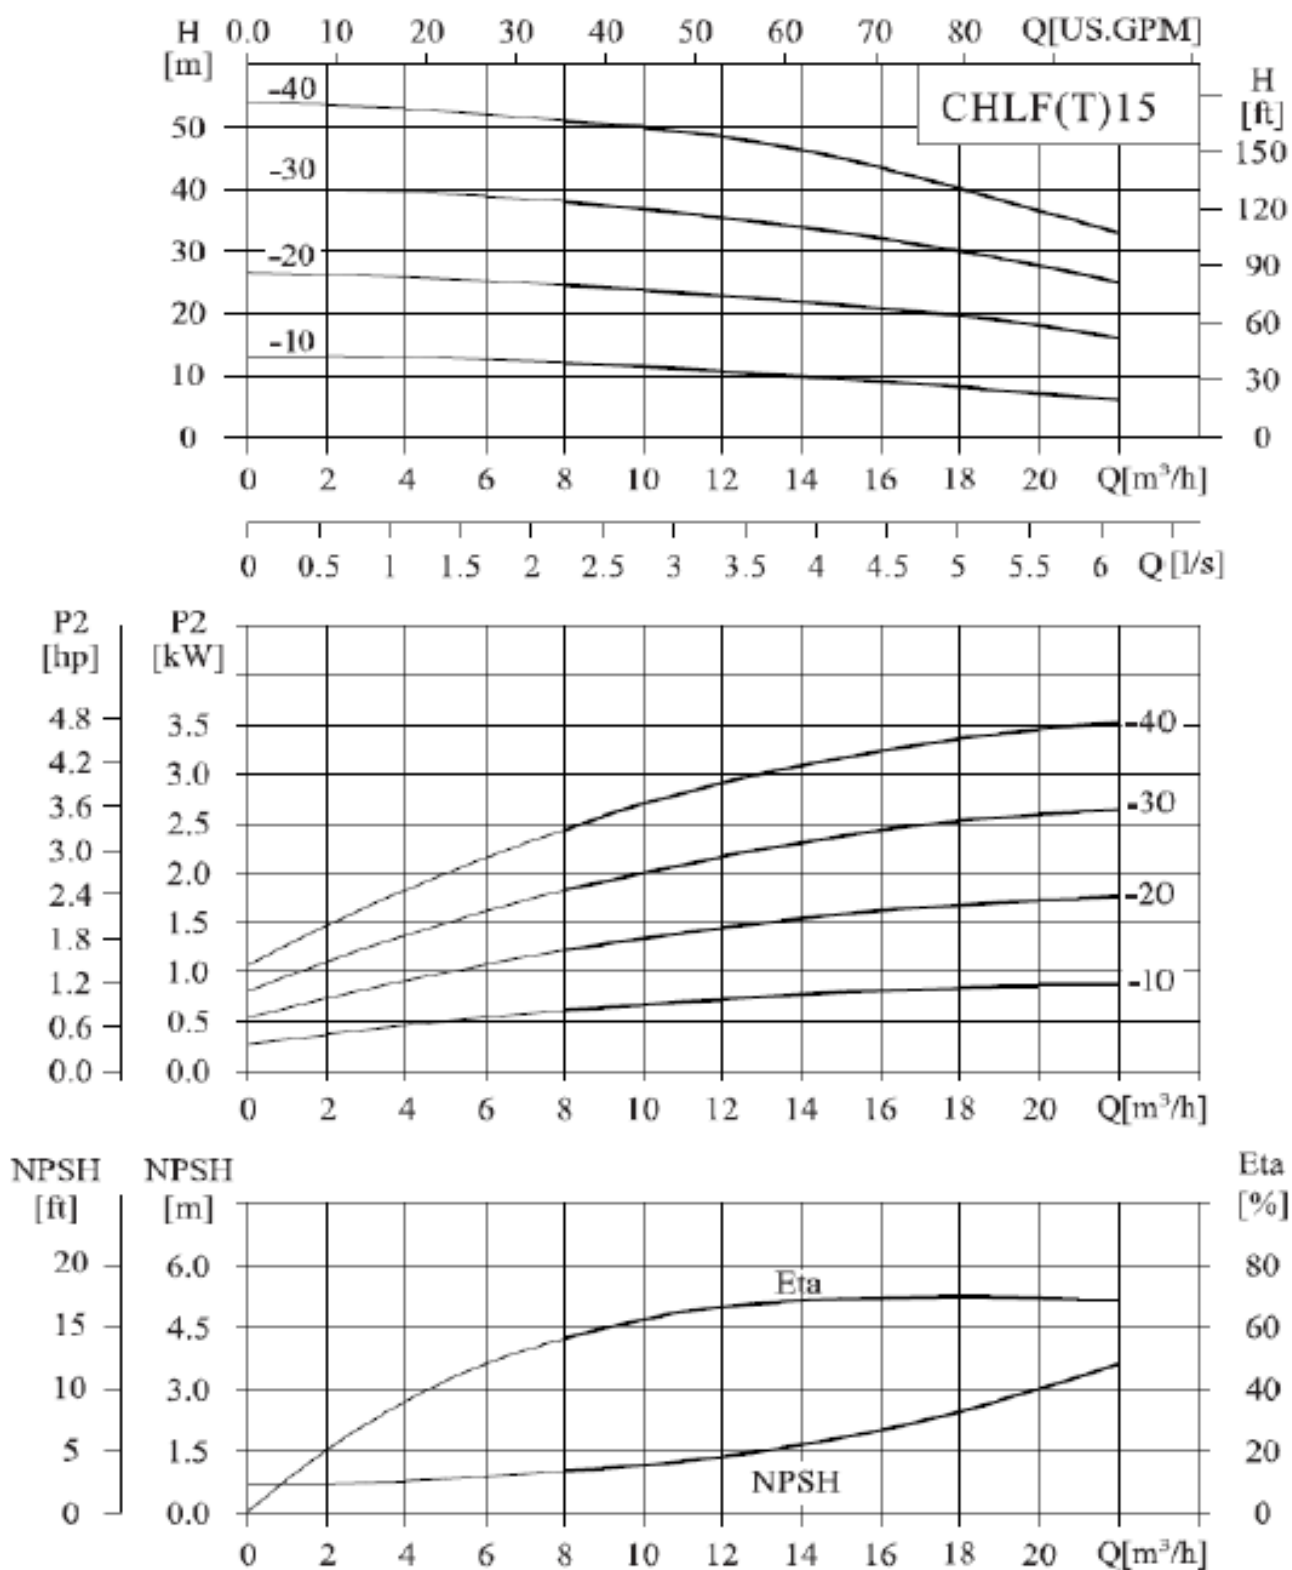 H 0.0 10 20 30 40 50 60 70 80 Q[US.GPM]
[m]
CHLF(T)15
H
[ft]
-40
50
150
-30
40
120
30
-20
90
20
60
-10
10
30
0
0
0 2 4 6 8 10 12 14 16 18 20 Q[m³/h]
0 0.5 1 1.5 2 2.5 3 3.5 4 4.5 5 5.5 6 Q [l/s]
P2 P2
[hp] [kW]
4.8 3.5 -40
4.2 3.0
3.6 2.5 -30
3.0
2.4 2.0 -20
1.8 1.5
1.2 1.0 -10
0.6 0.5
0.0 0.0
0 2 4 6 8 10 12 14 16 18 20 Q[m³/h]
NPSH NPSH Eta
[ft] [m] [%]
20 6.0 80
Eta
15 4.5 60
10 3.0 40
5 1.5 20
NPSH
0 0.0 0
0 2 4 6 8 10 12 14 16 18 20 Q[m³/h]